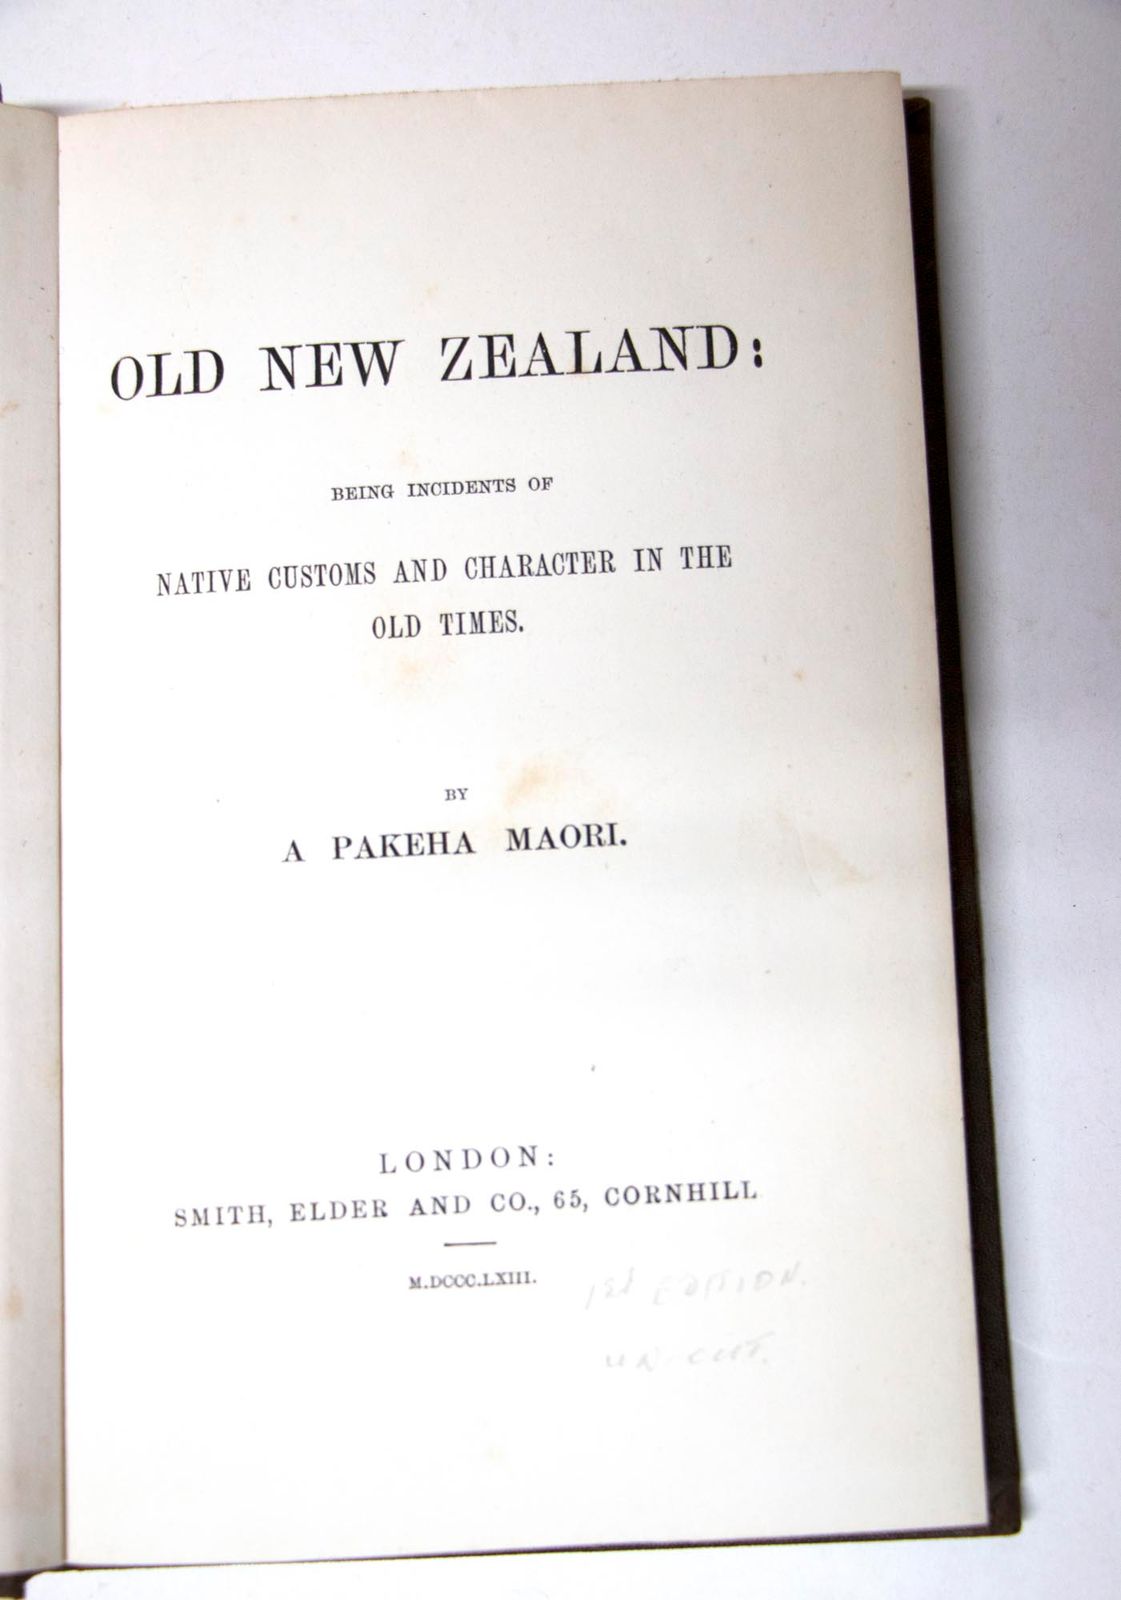 OLD NEW ZEALAND:
BEING INCIDENTS OF
NATIVE CUSTOMS AND CHARACTER IN THE
OLD TIMES.
BY
A PAKEHA MAORI.
LONDON:
SMITH, ELDER AND CO., 65, CORNHILL
M.DCCC.LXIII.
1st EDITION.
UN-CUT.